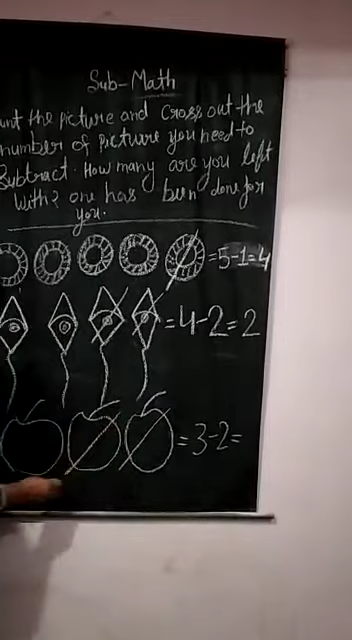 Sub-Math
unt the picture and Cross out the
number of picture you need to
Subtract. How many are you left
with? one has been done for
you.
= 5-1=4
= 4-2=2
= 3-2=